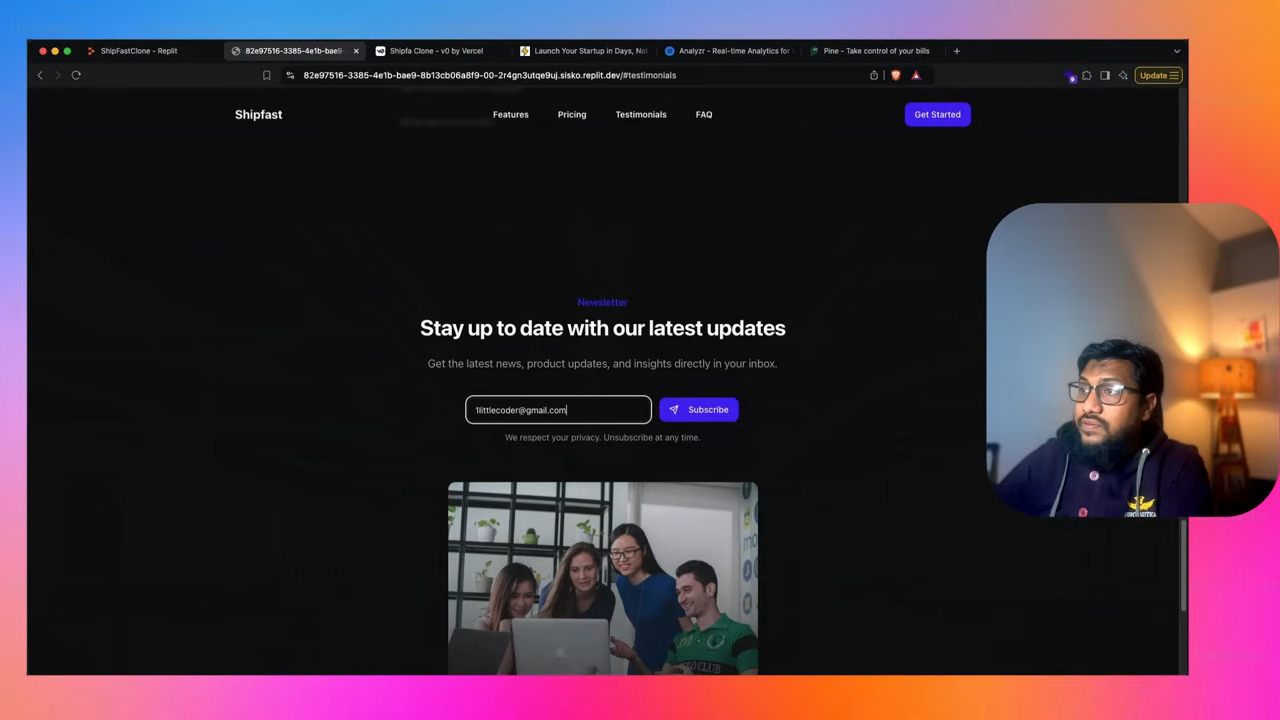 ShipFastClone - Replit
82e97516-3385-4e1b-bae9-
Shipfa Clone - v0 by Vercel
Launch Your Startup in Days, No
Analyzr - Real-time Analytics for
Pine - Take control of your bills
82e97516-3385-4e1b-bae9-8b13cb06a8f9-00-2r4gn3utqe9uj.sisko.replit.dev/#testimonials
9
Update
Shipfast
Features
Pricing
Testimonials
FAQ
Get Started
Newsletter
Stay up to date with our latest updates
Get the latest news, product updates, and insights directly in your inbox.
1littlecoder@gmail.com
Subscribe
We respect your privacy. Unsubscribe at any time.